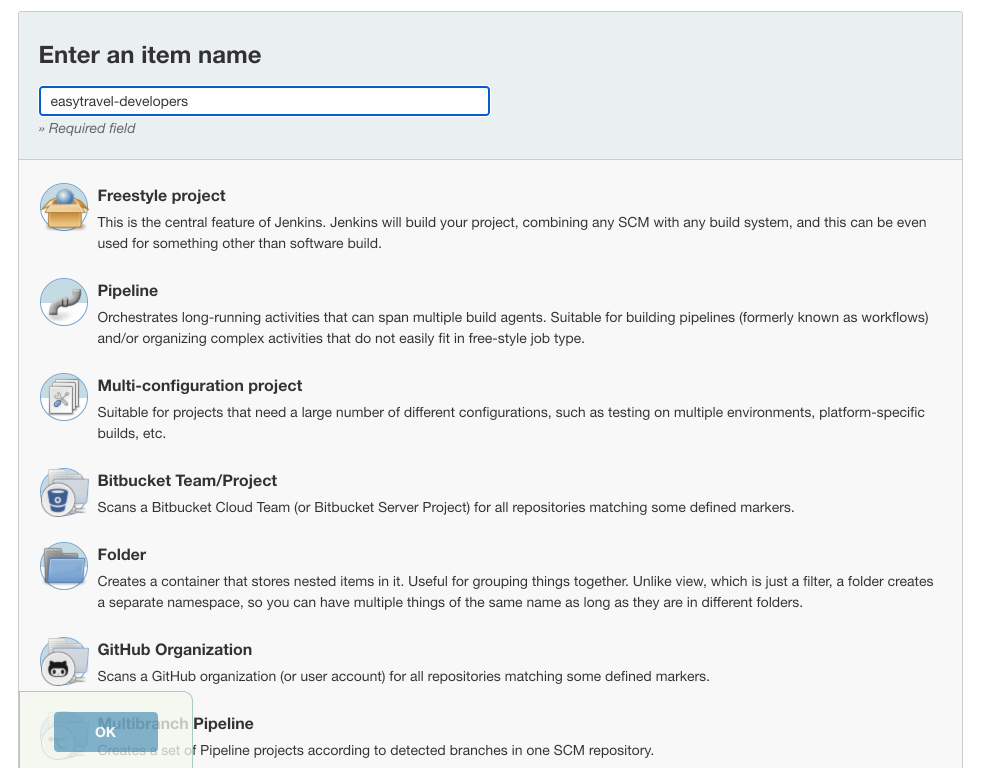 Enter an item name
easytravel-developers
» Required field
Freestyle project
This is the central feature of Jenkins. Jenkins will build your project, combining any SCM with any build system, and this can be even
used for something other than software build.
Pipeline
Orchestrates long-running activities that can span multiple build agents. Suitable for building pipelines (formerly known as workflows)
and/or organizing complex activities that do not easily fit in free-style job type.
Multi-configuration project
Suitable for projects that need a large number of different configurations, such as testing on multiple environments, platform-specific
builds, etc.
Bitbucket Team/Project
Scans a Bitbucket Cloud Team (or Bitbucket Server Project) for all repositories matching some defined markers.
Folder
Creates a container that stores nested items in it. Useful for grouping things together. Unlike view, which is just a filter, a folder creates
a separate namespace, so you can have multiple things of the same name as long as they are in different folders.
GitHub Organization
Scans a GitHub organization (or user account) for all repositories matching some defined markers.
Multibranch Pipeline
OK
Creates a set of Pipeline projects according to detected branches in one SCM repository.